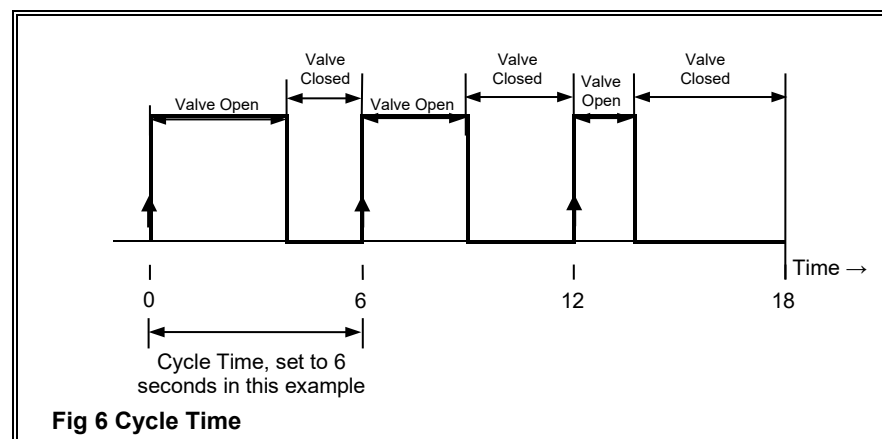 Valve
Closed
Valve
Closed
Valve
Closed
Valve Open
Valve Open
Valve
Open
Time →
0
6
12
18
Cycle Time, set to 6
seconds in this example
Fig 6 Cycle Time